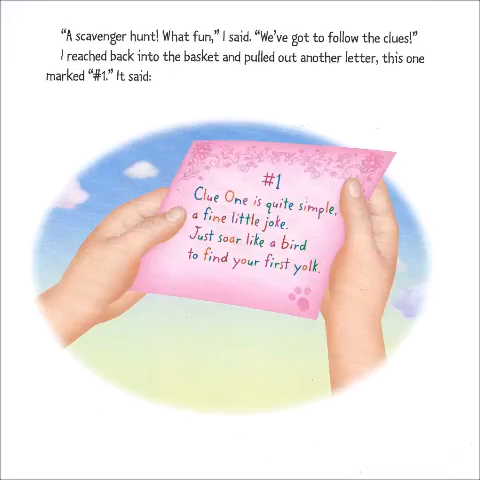 “A scavenger hunt! What fun,” I said. “We’ve got to follow the clues!”
I reached back into the basket and pulled out another letter, this one
marked “#1.” It said:
#1
Clue One is quite simple,
a fine little joke.
Just soar like a bird
to find your first yolk.